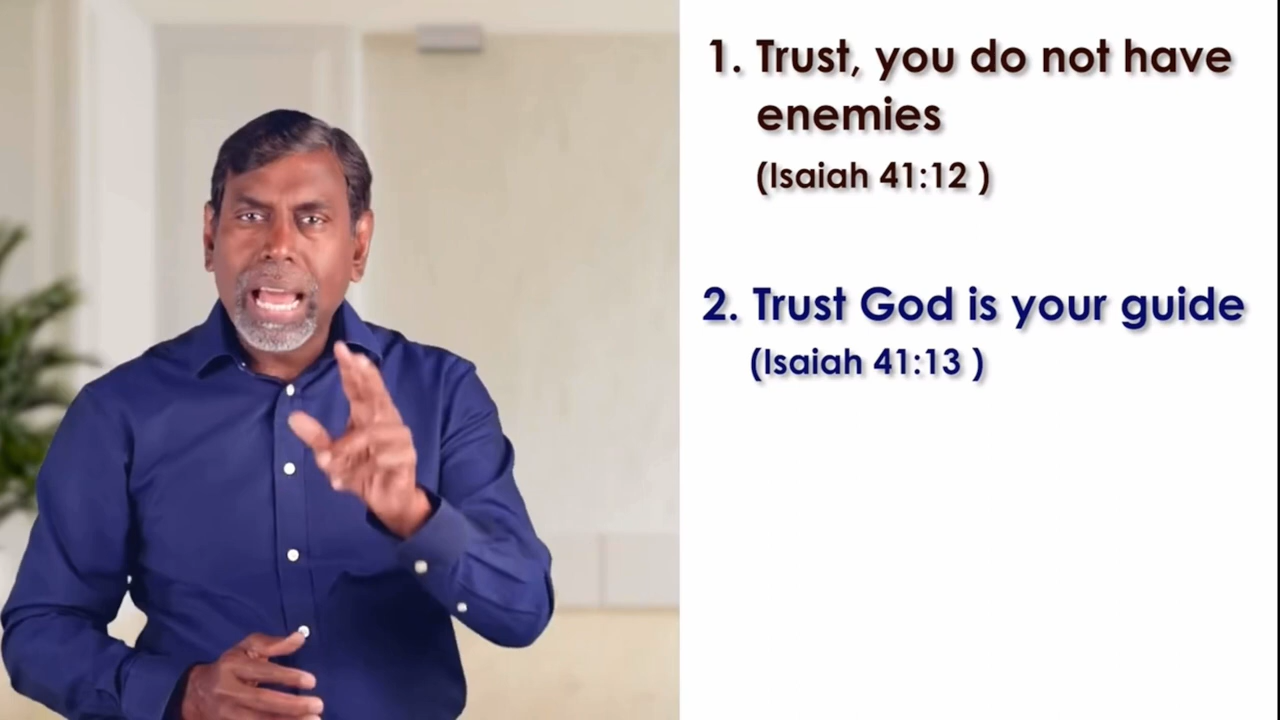 1. Trust, you do not have
enemies
(Isaiah 41:12 )
2. Trust God is your guide
(Isaiah 41:13 )